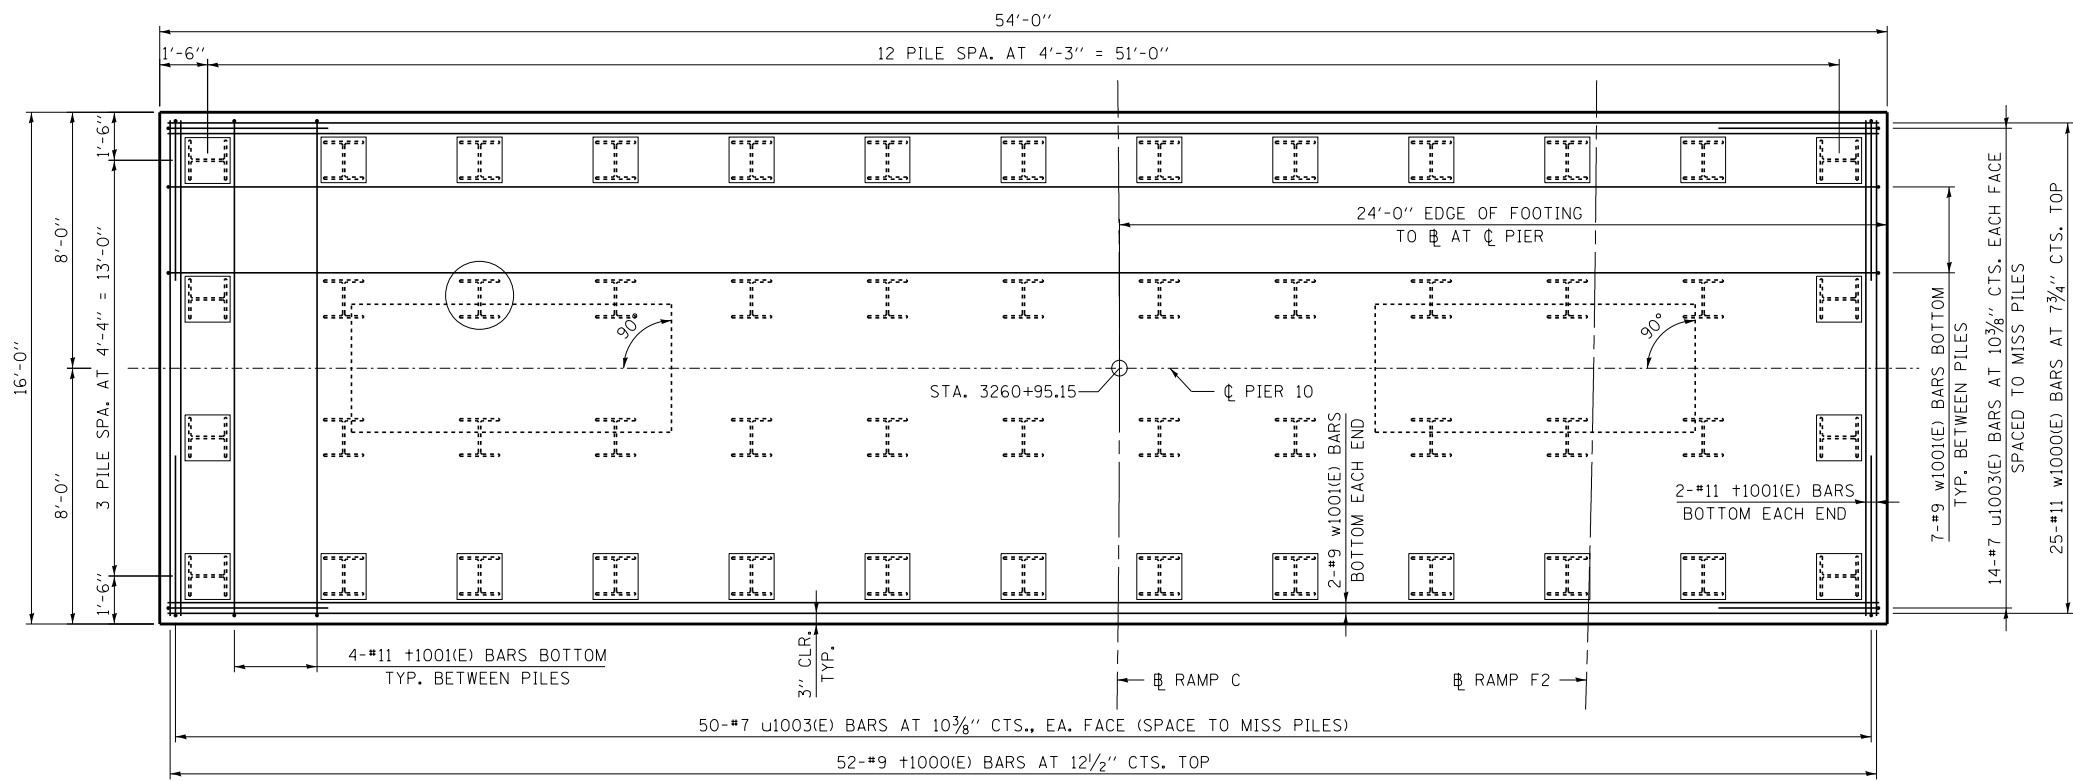 54'-0"
1'-6"
12 PILE SPA. AT 4'-3" = 51'-0"
16'-0"
8'-0"
8'-0"
1'-6"
3 PILE SPA. AT 4'-4" = 13'-0"
1'-6"
24'-0" EDGE OF FOOTING
TO ℄ AT ℄ PIER
90°
90°
STA. 3260+95.15
℄ PIER 10
2-#9 w1001(E) BARS
BOTTOM EACH END
2-#11 t1001(E) BARS
BOTTOM EACH END
7-#9 w1001(E) BARS BOTTOM
TYP. BETWEEN PILES
14-#7 u1003(E) BARS AT 10⅜" CTS. EACH FACE
SPACED TO MISS PILES
25-#11 w1000(E) BARS AT 7¾" CTS. TOP
4-#11 t1001(E) BARS BOTTOM
TYP. BETWEEN PILES
3" CLR.
TYP.
℄ RAMP C
℄ RAMP F2
50-#7 u1003(E) BARS AT 10⅜" CTS., EA. FACE (SPACE TO MISS PILES)
52-#9 t1000(E) BARS AT 12½" CTS. TOP